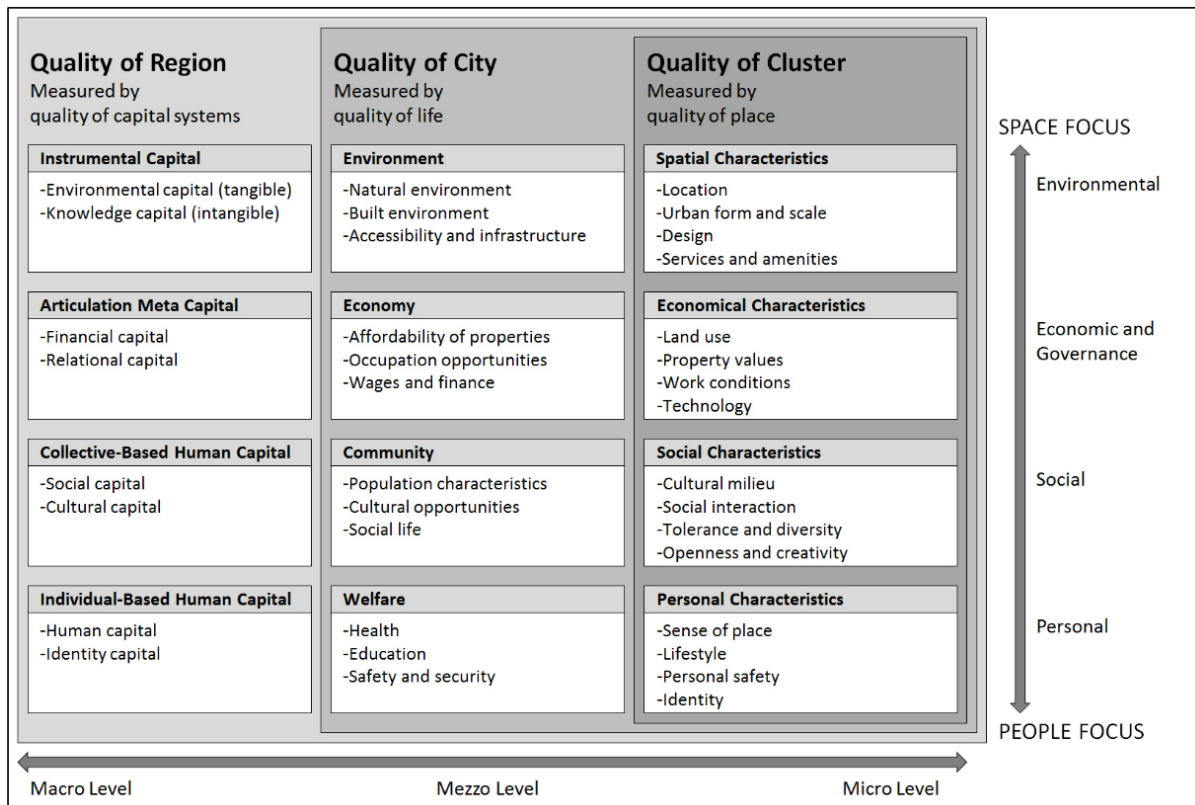 Quality of Region
Measured by
quality of capital systems
Instrumental Capital
-Environmental capital (tangible)
-Knowledge capital (intangible)
Articulation Meta Capital
-Financial capital
-Relational capital
Collective-Based Human Capital
-Social capital
-Cultural capital
Individual-Based Human Capital
-Human capital
-Identity capital
Quality of City
Measured by
quality of life
Environment
-Natural environment
-Built environment
-Accessibility and infrastructure
Economy
-Affordability of properties
-Occupation opportunities
-Wages and finance
Community
-Population characteristics
-Cultural opportunities
-Social life
Welfare
-Health
-Education
-Safety and security
Quality of Cluster
Measured by
quality of place
Spatial Characteristics
-Location
-Urban form and scale
-Design
-Services and amenities
Economical Characteristics
-Land use
-Property values
-Work conditions
-Technology
Social Characteristics
-Cultural milieu
-Social interaction
-Tolerance and diversity
-Openness and creativity
Personal Characteristics
-Sense of place
-Lifestyle
-Personal safety
-Identity
SPACE FOCUS
Environmental
Economic and
Governance
Social
Personal
PEOPLE FOCUS
Macro Level
Mezzo Level
Micro Level